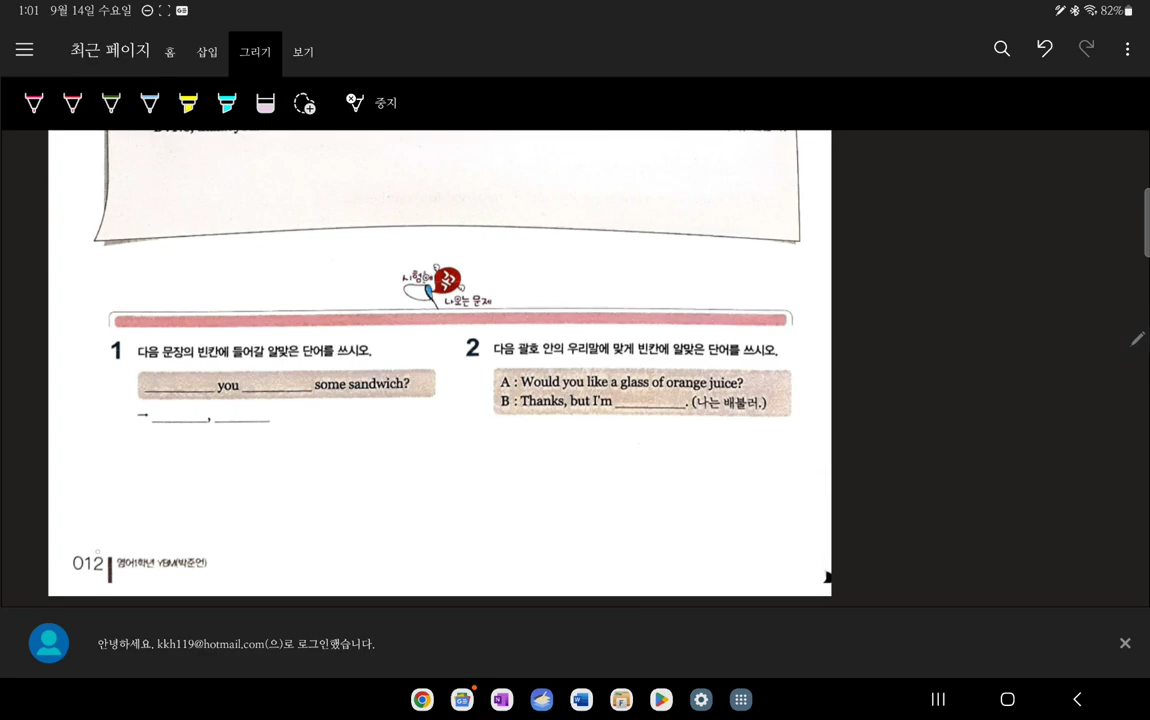 1:01 9월 14일 수요일 82%
최근 페이지 홈 삽입 그리기 보기
중지
시험에 꼭
나오는 문제
1 다음 문장의 빈칸에 들어갈 알맞은 단어를 쓰시오.
________ you ________ some sandwich?
→ ________, ________
2 다음 괄호 안의 우리말에 맞게 빈칸에 알맞은 단어를 쓰시오.
A : Would you like a glass of orange juice?
B : Thanks, but I'm ________. (나는 배불러.)
012 영어1학년 YBM(박준언)
안녕하세요. kkh119@hotmail.com(으)로 로그인했습니다.